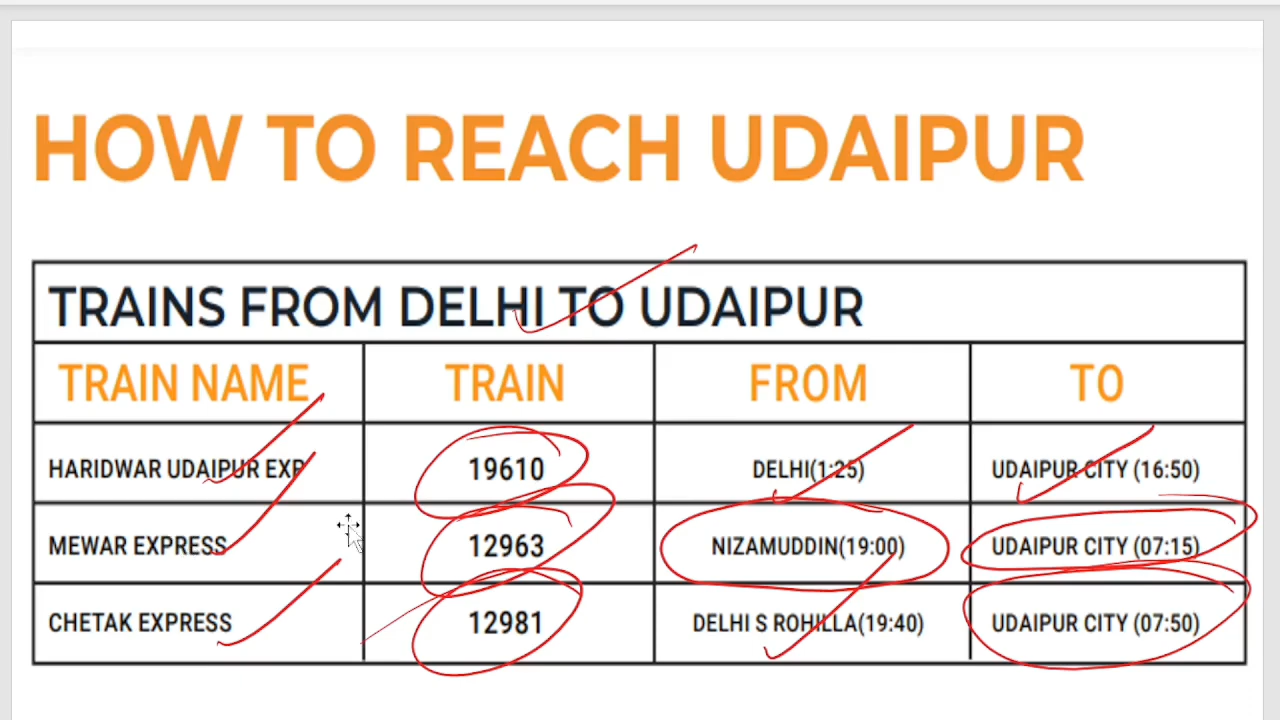 HOW TO REACH UDAIPUR
TRAINS FROM DELHI TO UDAIPUR
TRAIN NAME TRAIN FROM TO
HARIDWAR UDAIPUR EXP 19610 DELHI(1:25) UDAIPUR CITY (16:50)
MEWAR EXPRESS 12963 NIZAMUDDIN(19:00) UDAIPUR CITY (07:15)
CHETAK EXPRESS 12981 DELHI S ROHILLA(19:40) UDAIPUR CITY (07:50)